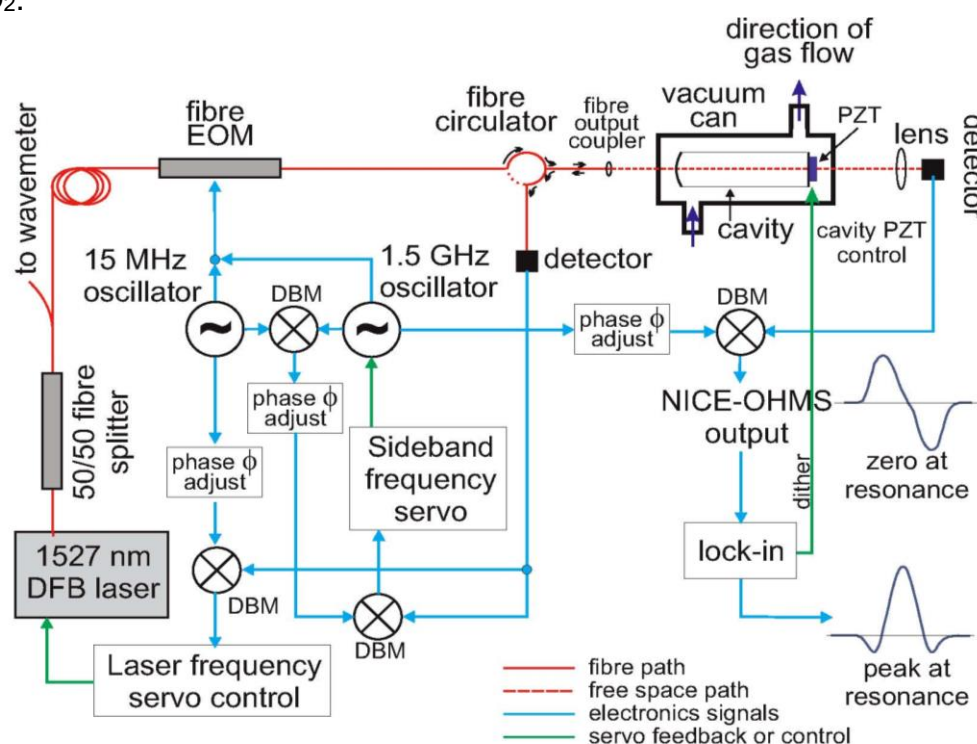 direction of
gas flow
fibre
EOM
fibre
circulator
fibre
output
coupler
vacuum
can
PZT
lens
detector
to wavemeter
15 MHz
oscillator
DBM
1.5 GHz
oscillator
detector
cavity
cavity PZT
control
~
~
phase ϕ
adjust
DBM
phase ϕ
adjust
NICE-OHMS
output
50/50 fibre
splitter
phase ϕ
adjust
Sideband
frequency
servo
dither
zero at
resonance
lock-in
1527 nm
DFB laser
DBM
DBM
Laser frequency
servo control
peak at
resonance
fibre path
free space path
electronics signals
servo feedback or control